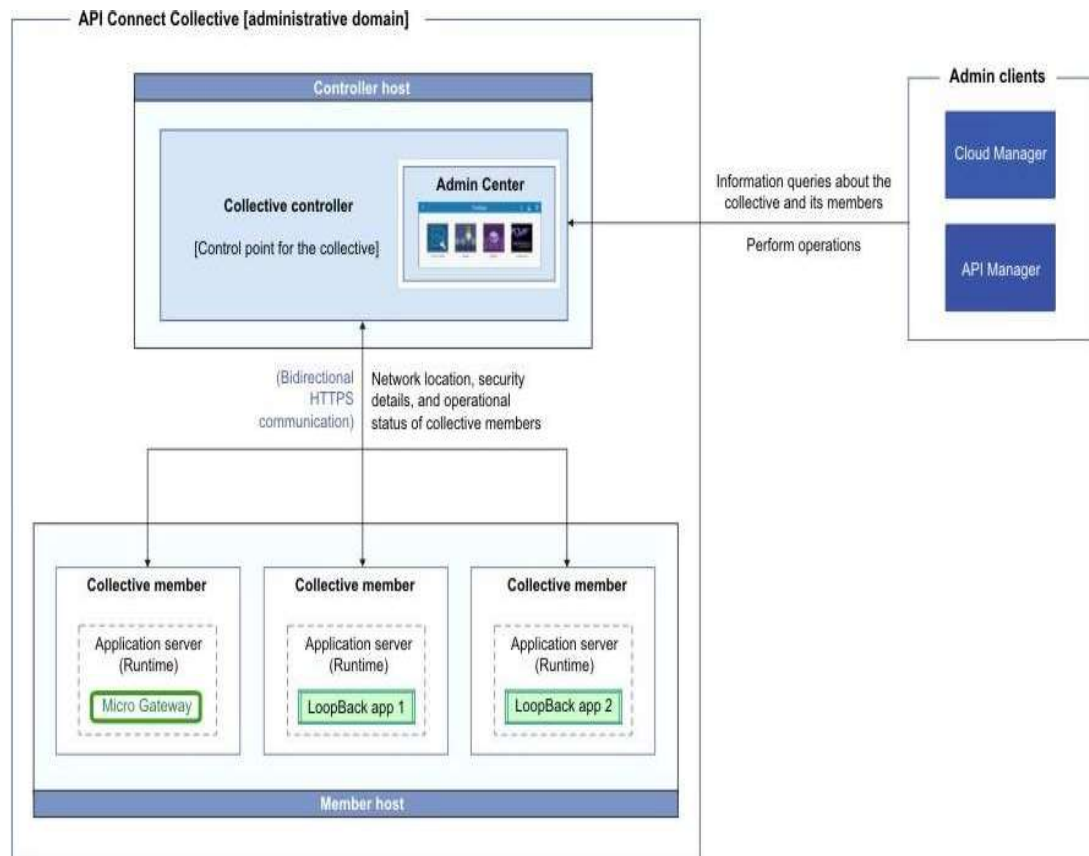 API Connect Collective [administrative domain]
Controller host
Collective controller
[Control point for the collective]
Admin Center
Admin clients
Cloud Manager
API Manager
Information queries about the
collective and its members
Perform operations
(Bidirectional
HTTPS
communication)
Network location, security
details, and operational
status of collective members
Collective member
Application server
(Runtime)
Micro Gateway
Collective member
Application server
(Runtime)
LoopBack app 1
Collective member
Application server
(Runtime)
LoopBack app 2
Member host